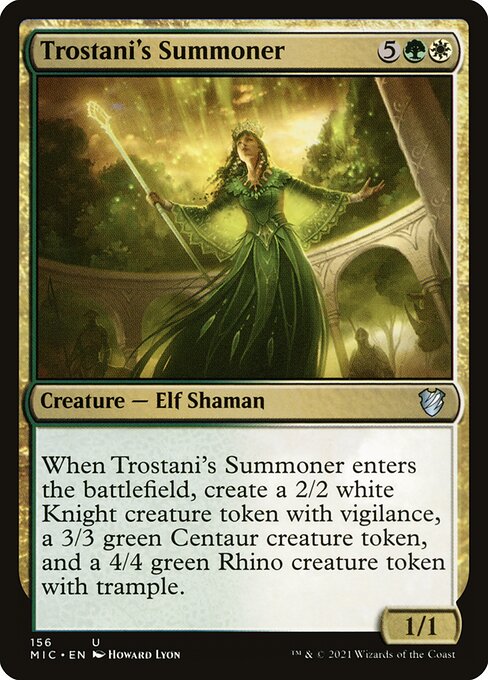 Trostani's Summoner 5
Creature — Elf Shaman
When Trostani's Summoner enters
the battlefield, create a 2/2 white
Knight creature token with vigilance,
a 3/3 green Centaur creature token,
and a 4/4 green Rhino creature token
with trample.
1/1
156 U
MIC • EN Howard Lyon
™ & © 2021 Wizards of the Coast